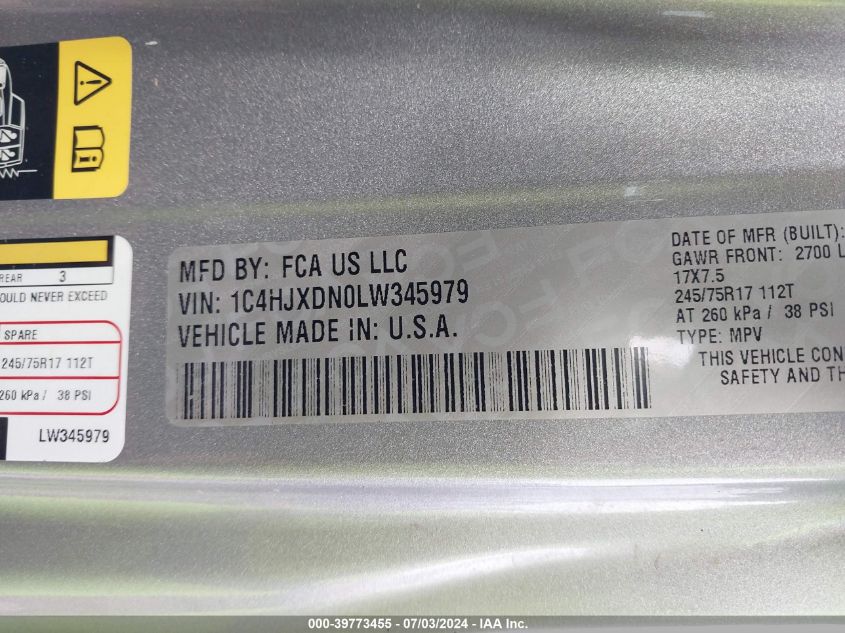 REAR 3
OULD NEVER EXCEED
SPARE
245/75R17 112T
260 kPa / 38 PSI
LW345979
MFD BY: FCA US LLC
VIN: 1C4HJXDN0LW345979
VEHICLE MADE IN: U.S.A.
DATE OF MFR (BUILT):
GAWR FRONT: 2700 L
17X7.5
245/75R17 112T
AT 260 kPa / 38 PSI
TYPE: MPV
THIS VEHICLE CON
SAFETY AND TH
000-39773455 - 07/03/2024 - IAA Inc.